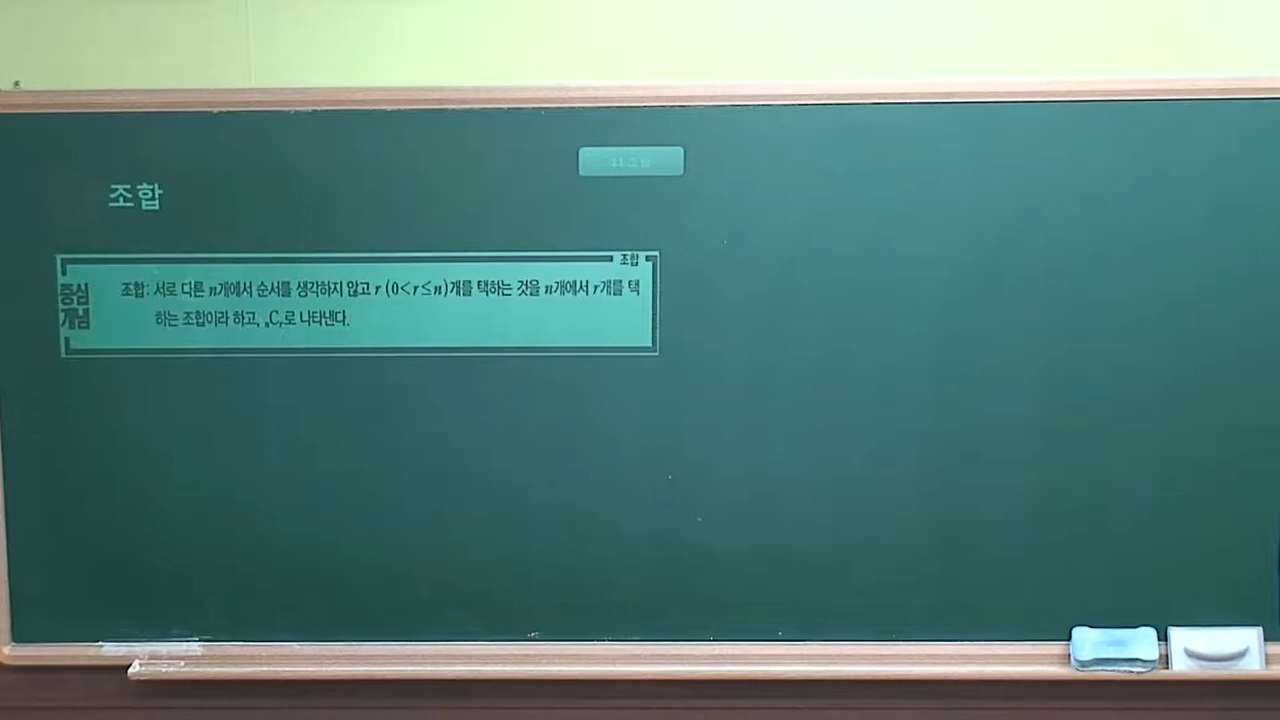 조합
조합
중심
개념
조합: 서로 다른 n개에서 순서를 생각하지 않고 r (0<r≤n)개를 택하는 것을 n개에서 r개를 택
하는 조합이라 하고, ₙCᵣ로 나타낸다.